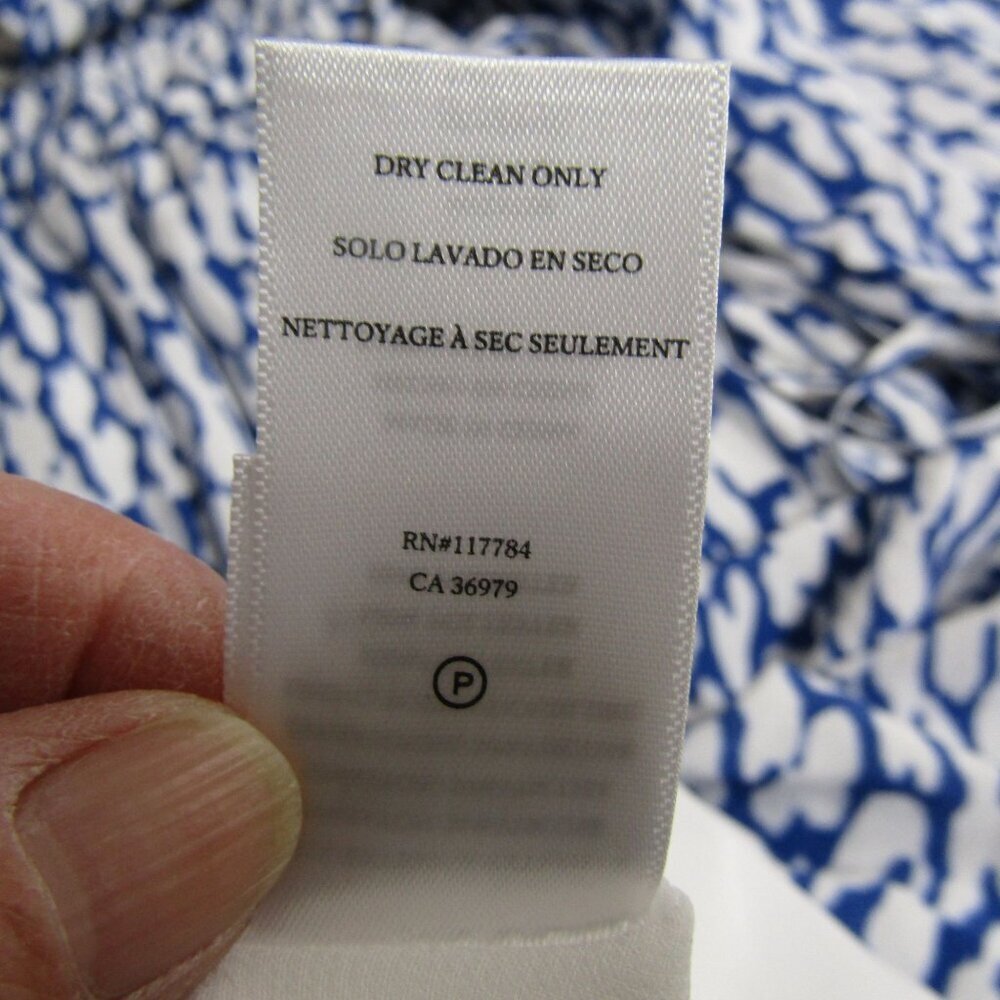 DRY CLEAN ONLY
SOLO LAVADO EN SECO
NETTOYAGE À SEC SEULEMENT
RN#117784
CA 36979
P